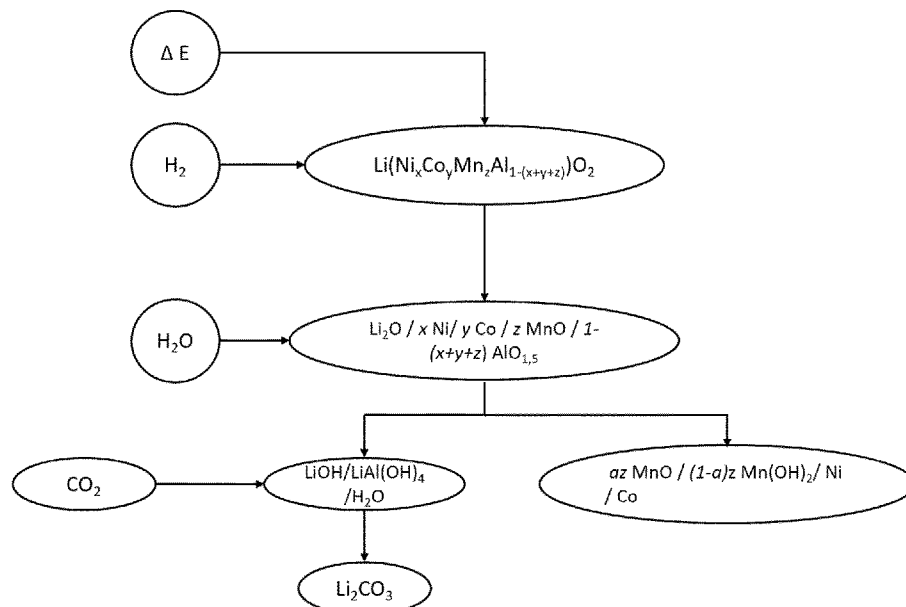 Δ E
H₂
Li(NiₓCoᵧMn_zAl₁₋₍ₓ₊ᵧ₊z₎)O₂
Li₂O / x Ni/ y Co / z MnO / 1-
(x+y+z) AlO₁,₅
H₂O
LiOH/LiAl(OH)₄
/H₂O
az MnO / (1-a)z Mn(OH)₂/ Ni
/ Co
CO₂
Li₂CO₃